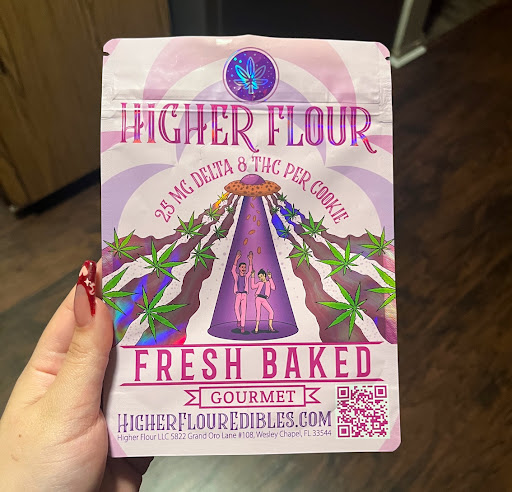 HIGHER FLOUR
25 MG DELTA 8 THC PER COOKIE
FRESH BAKED
GOURMET
HIGHERFLOUREDIBLES.COM
Higher Flour LLC 5822 Grand Oro Lane #108, Wesley Chapel, FL 33544